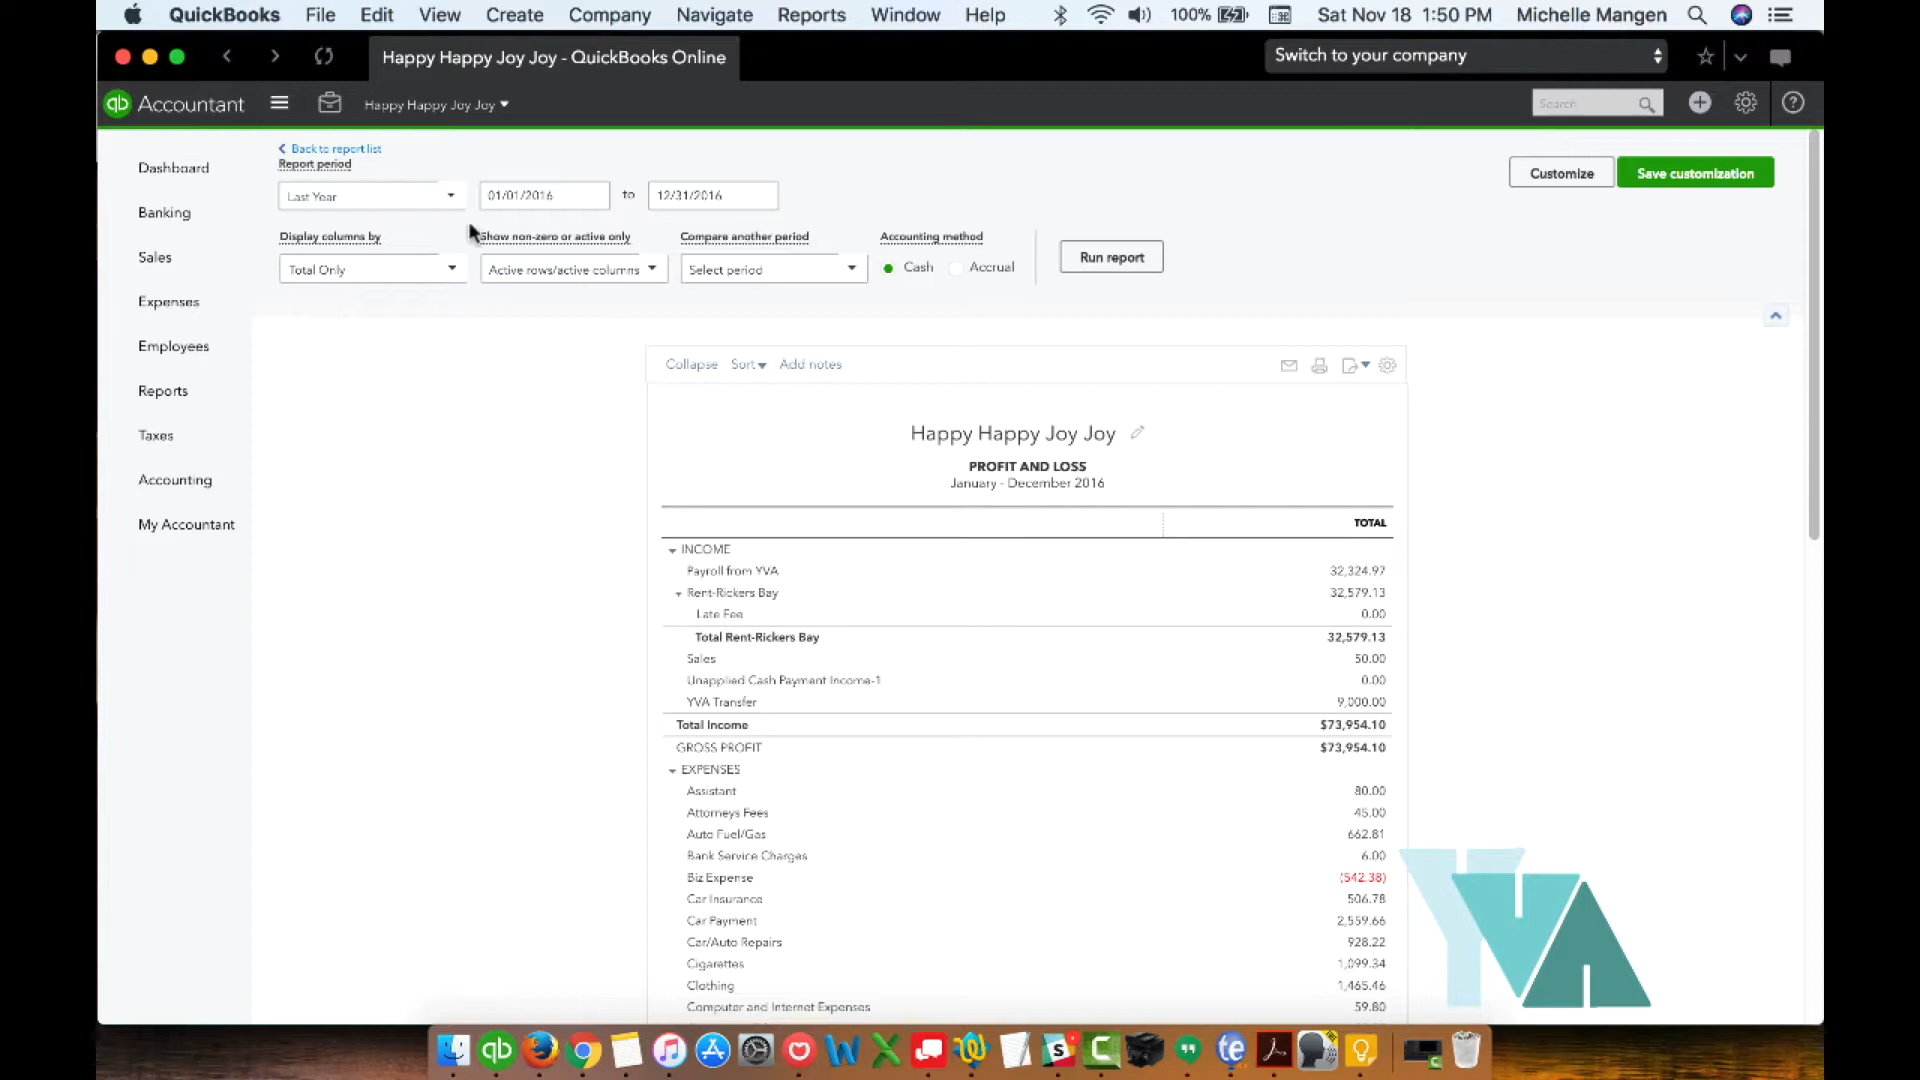 QuickBooks File Edit View Create Company Navigate Reports Window Help 100% Sat Nov 18 1:50 PM Michelle Mangen
Happy Happy Joy Joy - QuickBooks Online Switch to your company
qb Accountant Happy Happy Joy Joy Search
Back to report list
Report period
Last Year 01/01/2016 to 12/31/2016
Customize Save customization
Display columns by Show non-zero or active only Compare another period Accounting method
Total Only Active rows/active columns Select period Cash Accrual Run report
Dashboard
Banking
Sales
Expenses
Employees
Reports
Taxes
Accounting
My Accountant
Collapse Sort Add notes
Happy Happy Joy Joy
PROFIT AND LOSS
January - December 2016
TOTAL
INCOME
Payroll from YVA 32,324.97
Rent-Rickers Bay 32,579.13
Late Fee 0.00
Total Rent-Rickers Bay 32,579.13
Sales 50.00
Unapplied Cash Payment Income-1 0.00
YVA Transfer 9,000.00
Total Income $73,954.10
GROSS PROFIT $73,954.10
EXPENSES
Assistant 80.00
Attorneys Fees 45.00
Auto Fuel/Gas 662.81
Bank Service Charges 6.00
Biz Expense (542.38)
Car Insurance 506.78
Car Payment 2,559.66
Car/Auto Repairs 928.22
Cigarettes 1,099.34
Clothing 1,465.46
Computer and Internet Expenses 59.80
YVA
qb te